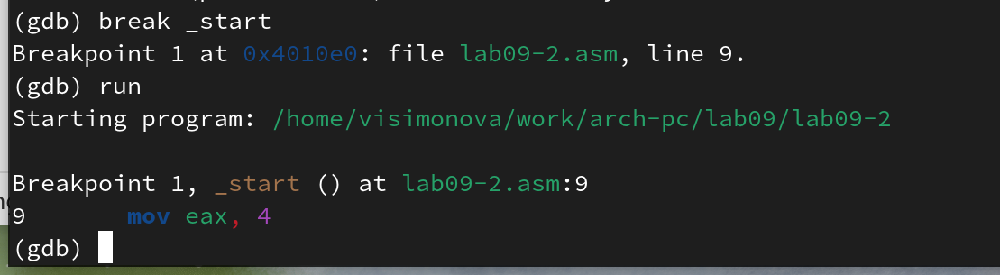 (gdb) break _start
Breakpoint 1 at 0x4010e0: file lab09-2.asm, line 9.
(gdb) run
Starting program: /home/visimonova/work/arch-pc/lab09/lab09-2
Breakpoint 1, _start () at lab09-2.asm:9
9       mov eax, 4
(gdb)